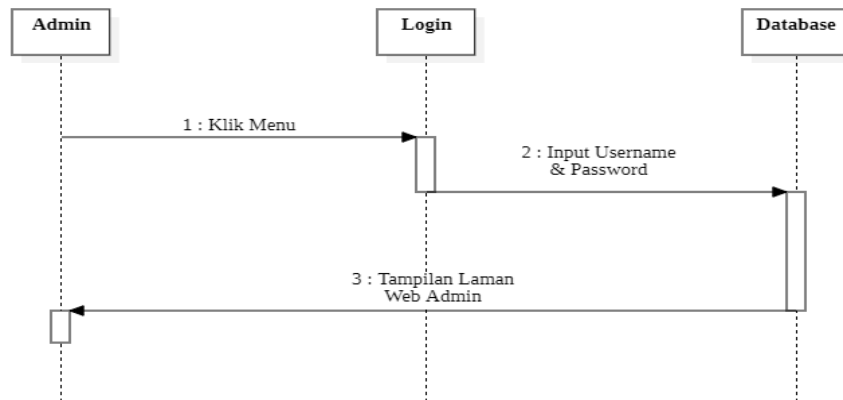 Admin
Login
Database
1 : Klik Menu
2 : Input Username
& Password
3 : Tampilan Laman
Web Admin